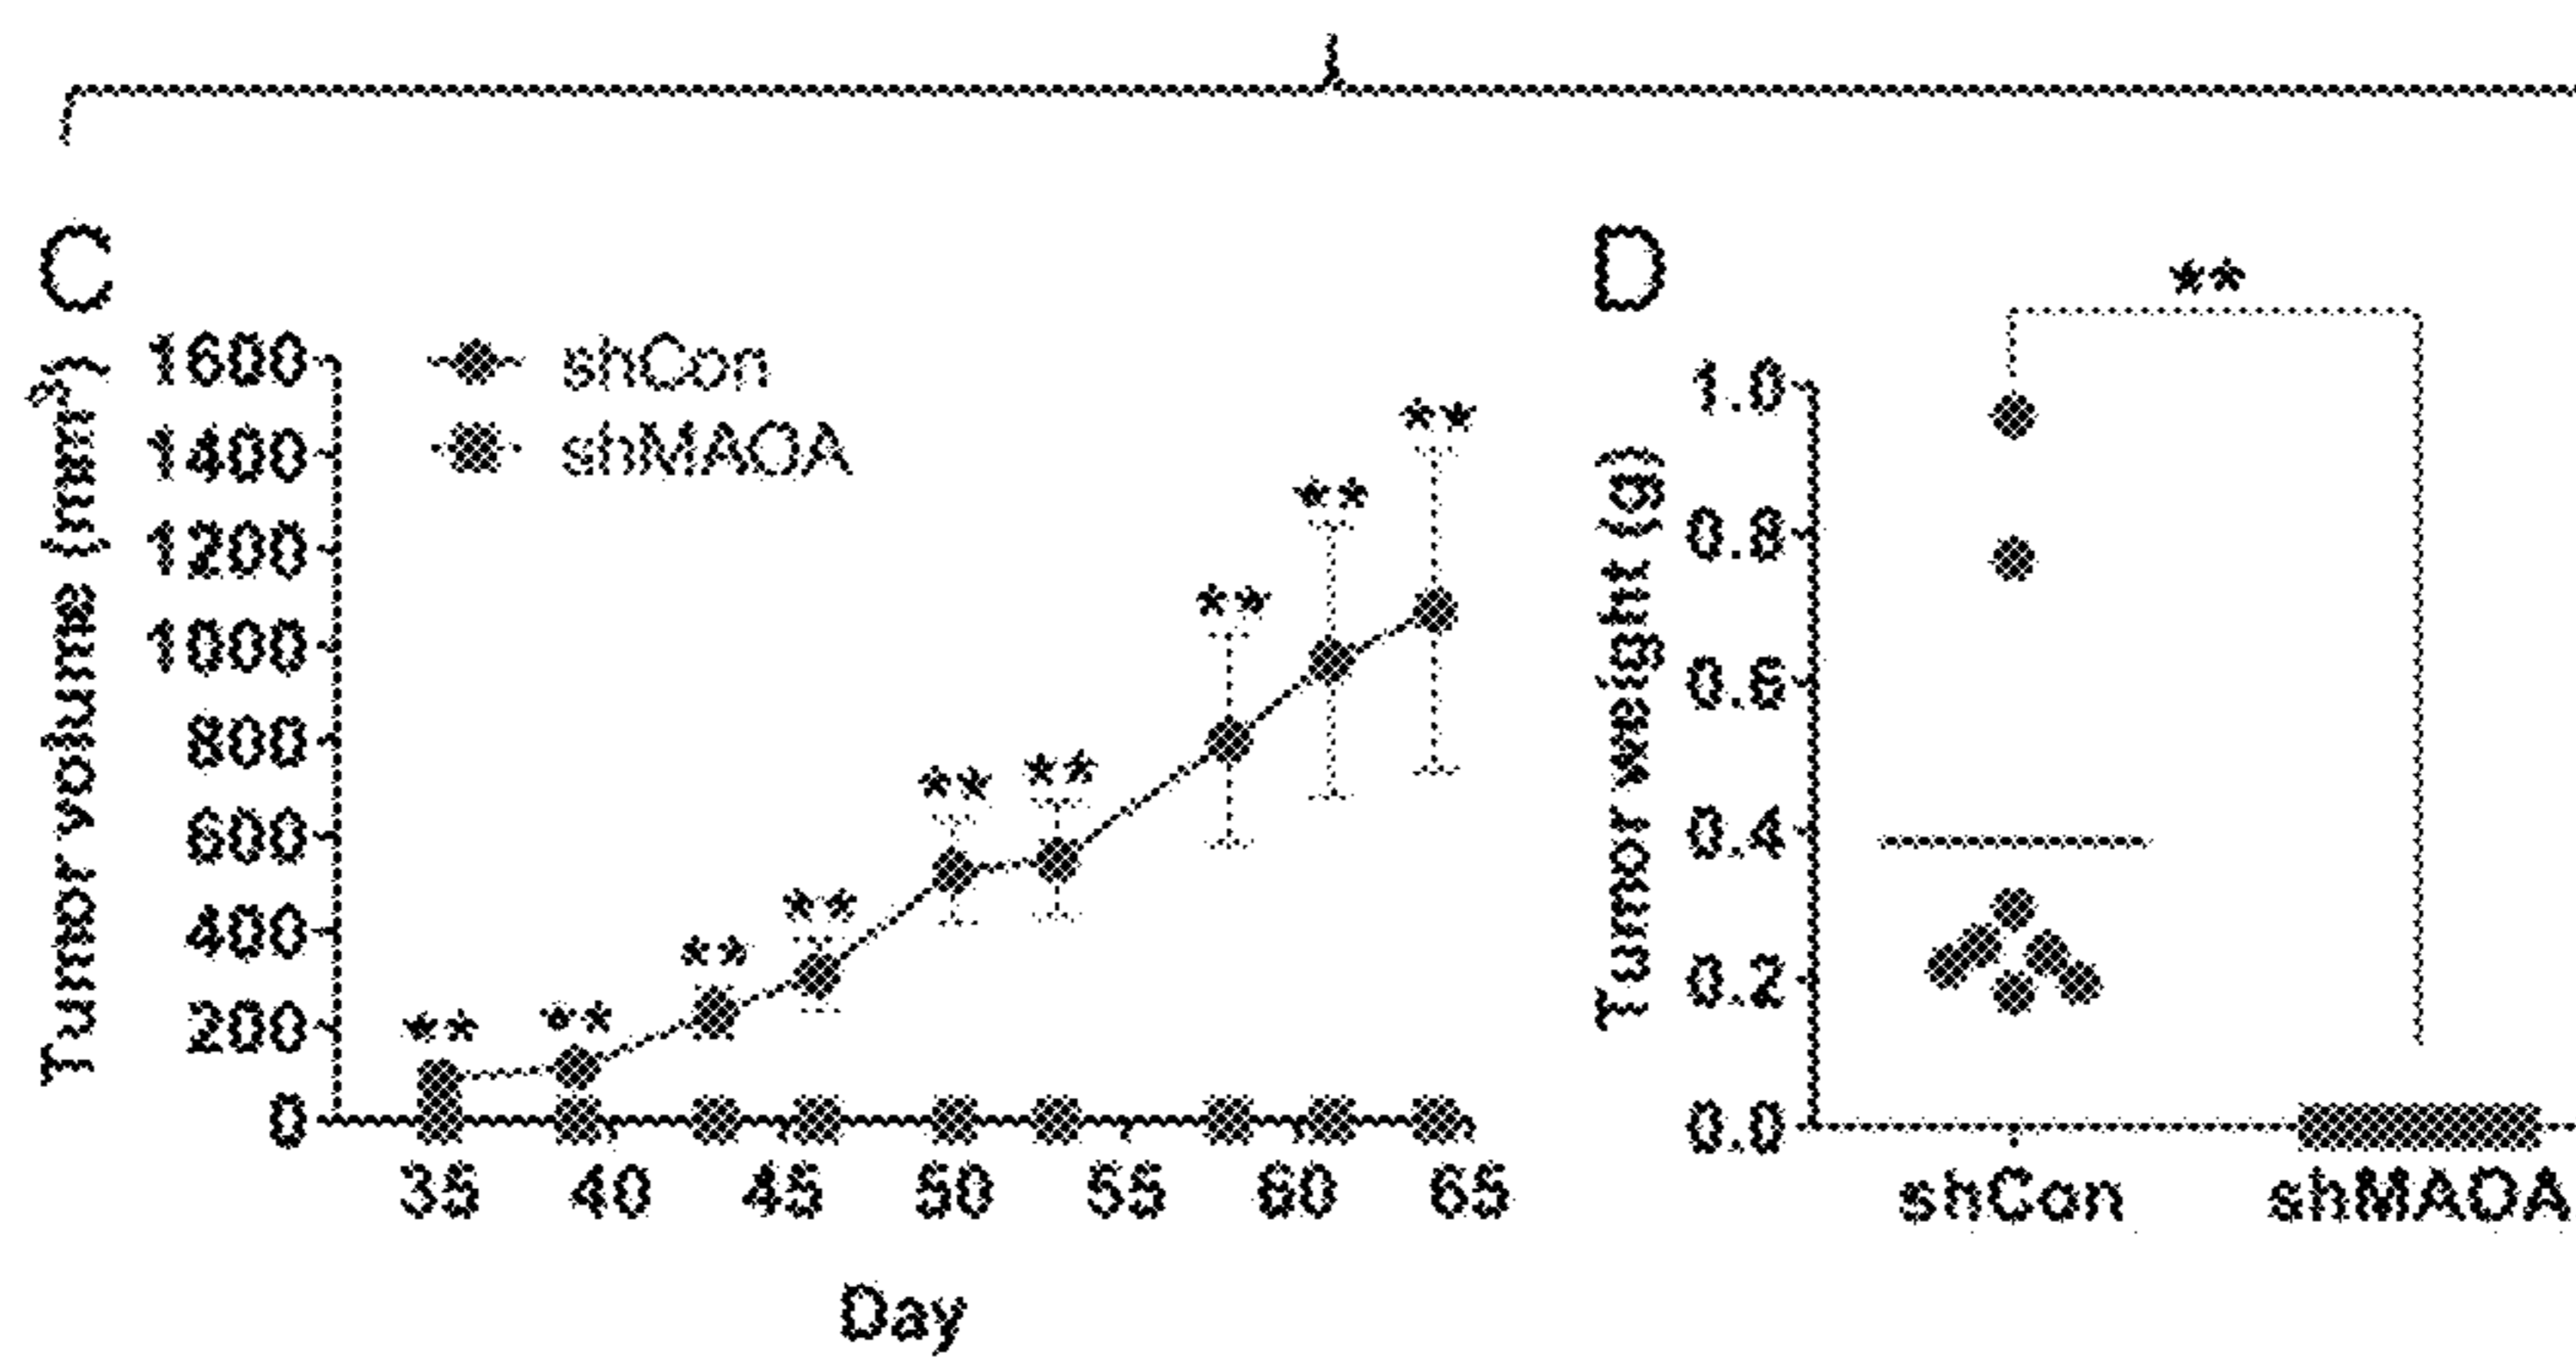 C
Tumor volume (mm³)
1600
1400
1200
1000
800
600
400
200
0
shCon
shMAOA
**
**
**
**
**
**
**
**
**
35 40 45 50 55 60 65
Day
D
**
Tumor weight (g)
1.0
0.8
0.6
0.4
0.2
0.0
shCon shMAOA